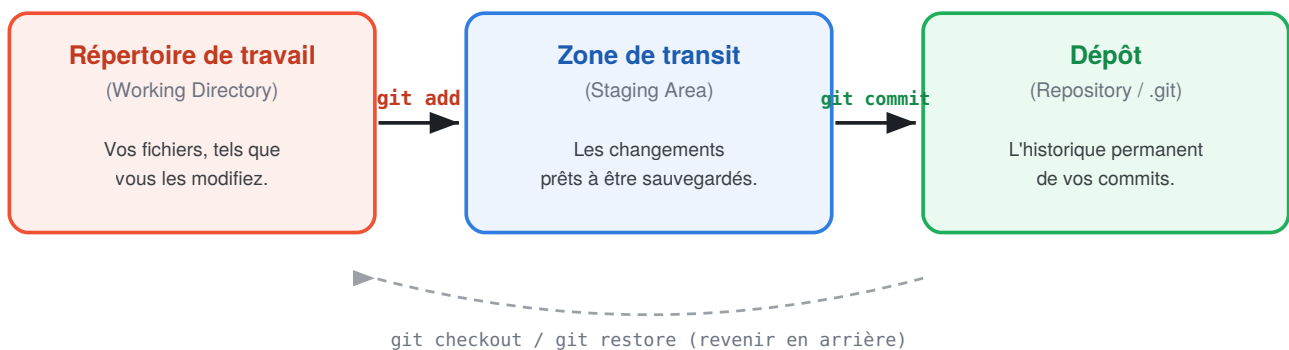 Répertoire de travail
(Working Directory)
Vos fichiers, tels que
vous les modifiez.
git add
Zone de transit
(Staging Area)
Les changements
prêts à être sauvegardés.
git commit
Dépôt
(Repository / .git)
L'historique permanent
de vos commits.
git checkout / git restore (revenir en arrière)